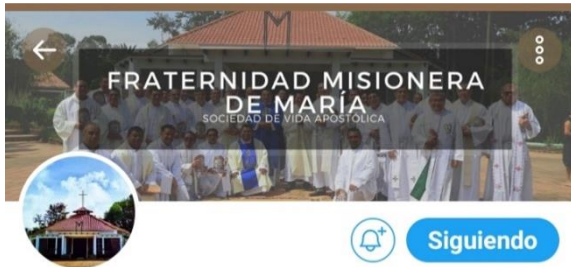 FRATERNIDAD MISIONERA
DE MARÍA
SOCIEDAD DE VIDA APOSTÓLICA
Siguiendo